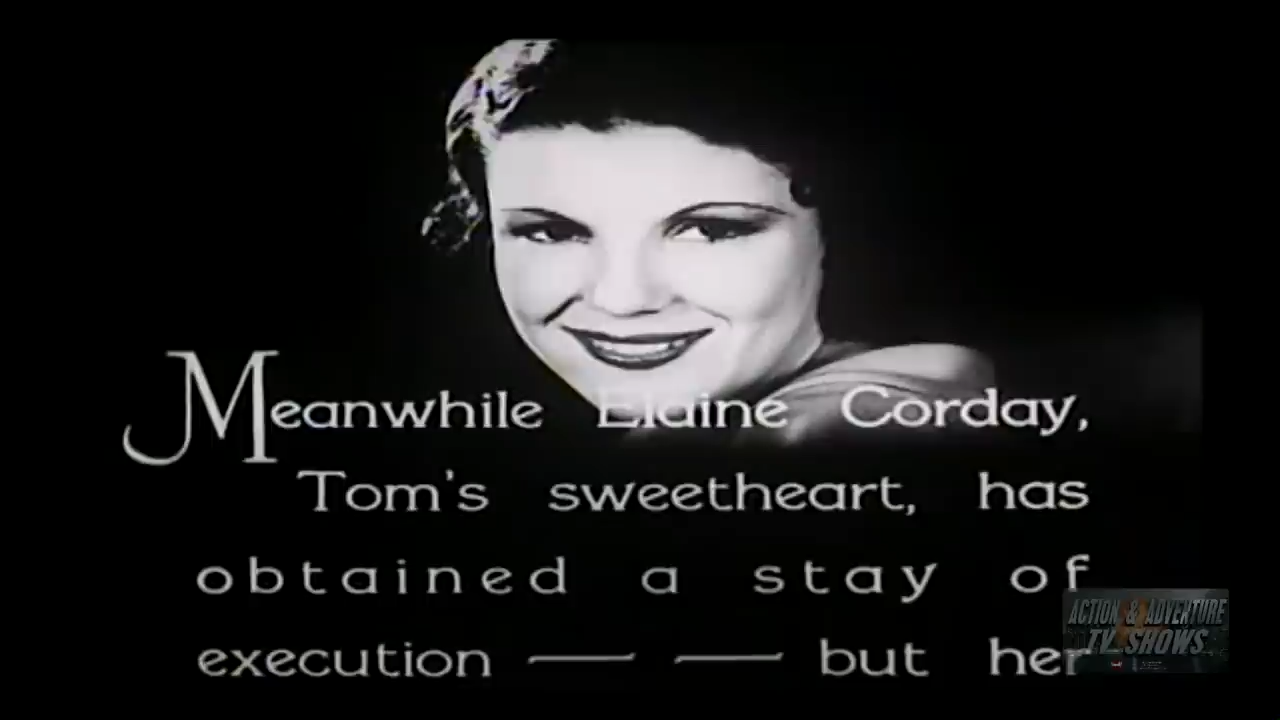 Meanwhile Elaine Corday,
Tom's sweetheart, has
obtained a stay of
execution — — but her
ACTION & ADVENTURE
TV SHOWS